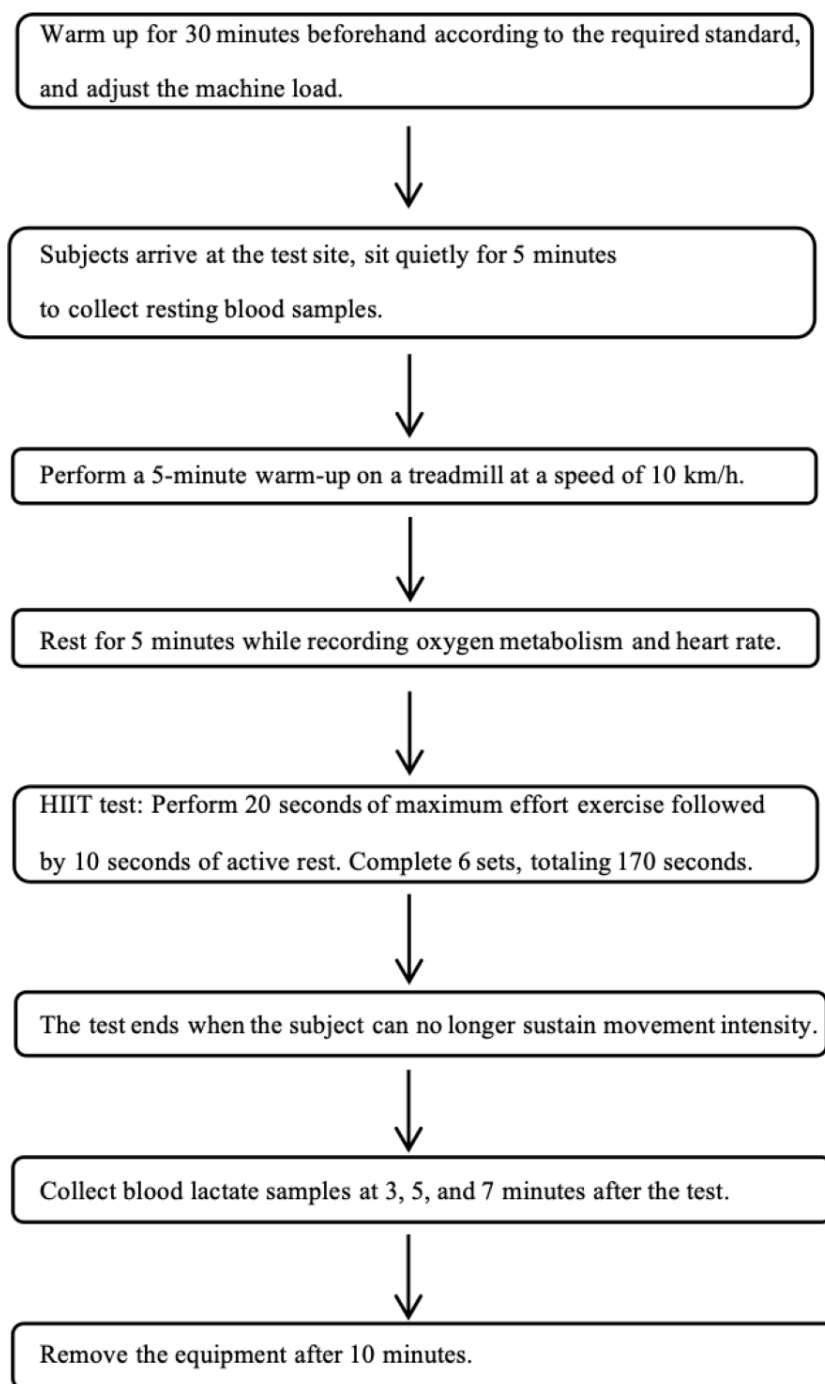 Warm up for 30 minutes beforehand according to the required standard,
and adjust the machine load.
Subjects arrive at the test site, sit quietly for 5 minutes
to collect resting blood samples.
Perform a 5-minute warm-up on a treadmill at a speed of 10 km/h.
Rest for 5 minutes while recording oxygen metabolism and heart rate.
HIIT test: Perform 20 seconds of maximum effort exercise followed
by 10 seconds of active rest. Complete 6 sets, totaling 170 seconds.
The test ends when the subject can no longer sustain movement intensity.
Collect blood lactate samples at 3, 5, and 7 minutes after the test.
Remove the equipment after 10 minutes.